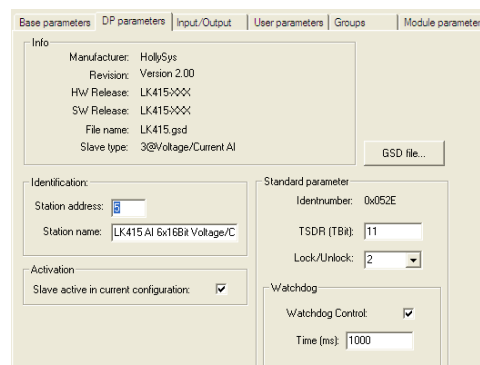 Base parameters DP parameters Input/Output User parameters Groups Module parameter
Info
Manufacturer: HollySys
Revision: Version 2.00
HW Release: LK415-XXX
SW Release: LK415-XXX
File name: LK415.gsd
Slave type: 3@Voltage/Current AI
GSD file...
Identification:
Station address: 5
Station name: LK415 AI 6x16Bit Voltage/C
Activation
Slave active in current configuration:
Standard parameter
Identnumber: 0x052E
TSDR (TBit): 11
Lock/Unlock: 2
Watchdog
Watchdog Control:
Time (ms): 1000